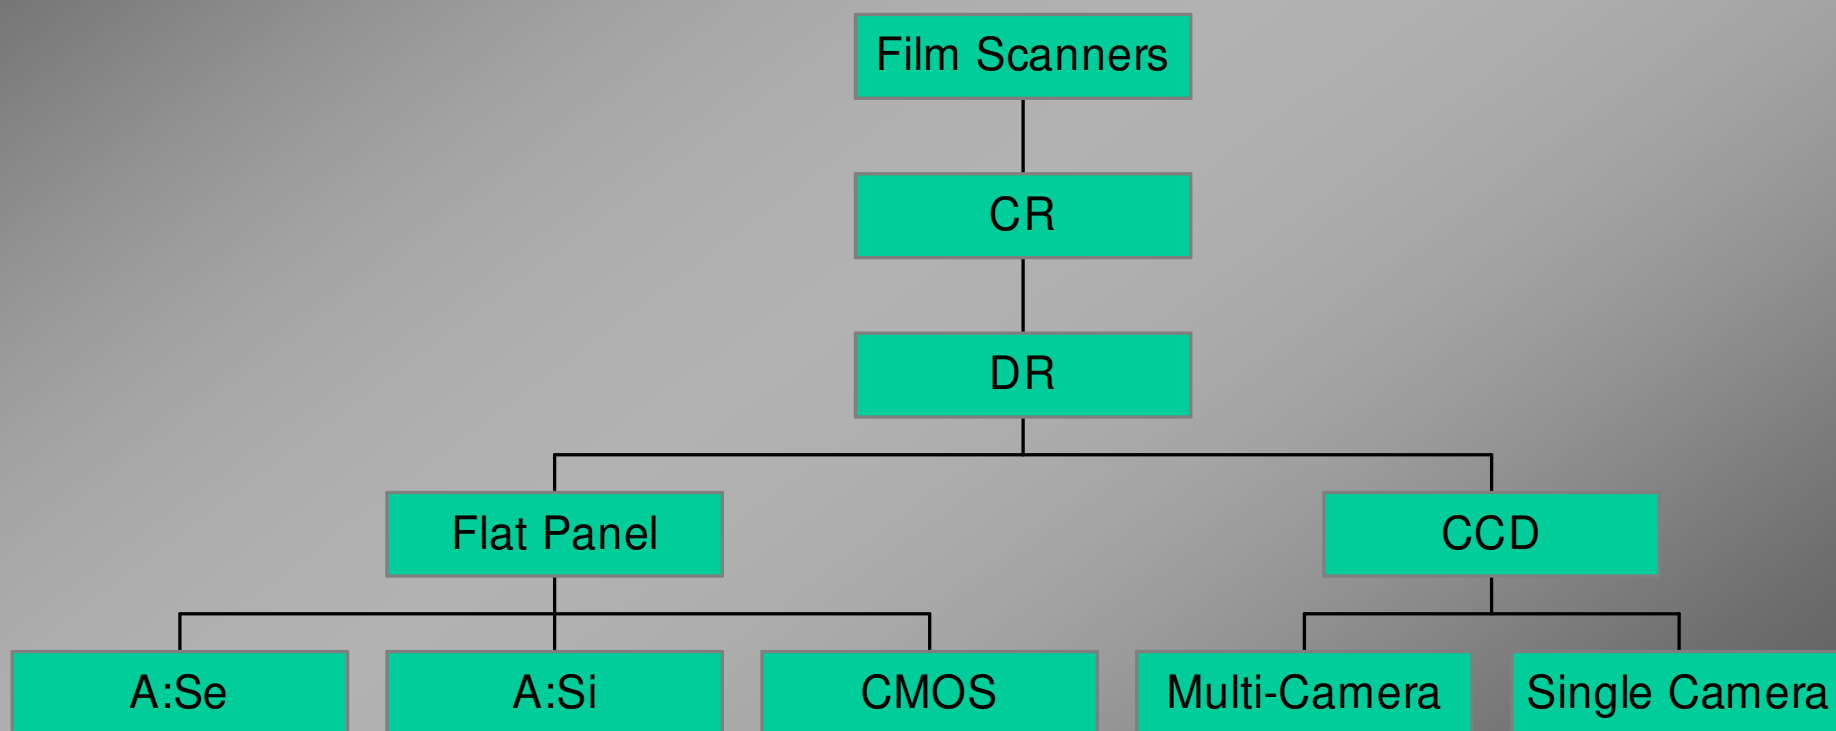 Film Scanners
CR
DR
Flat Panel
CCD
A:Se
A:Si
CMOS
Multi-Camera
Single Camera